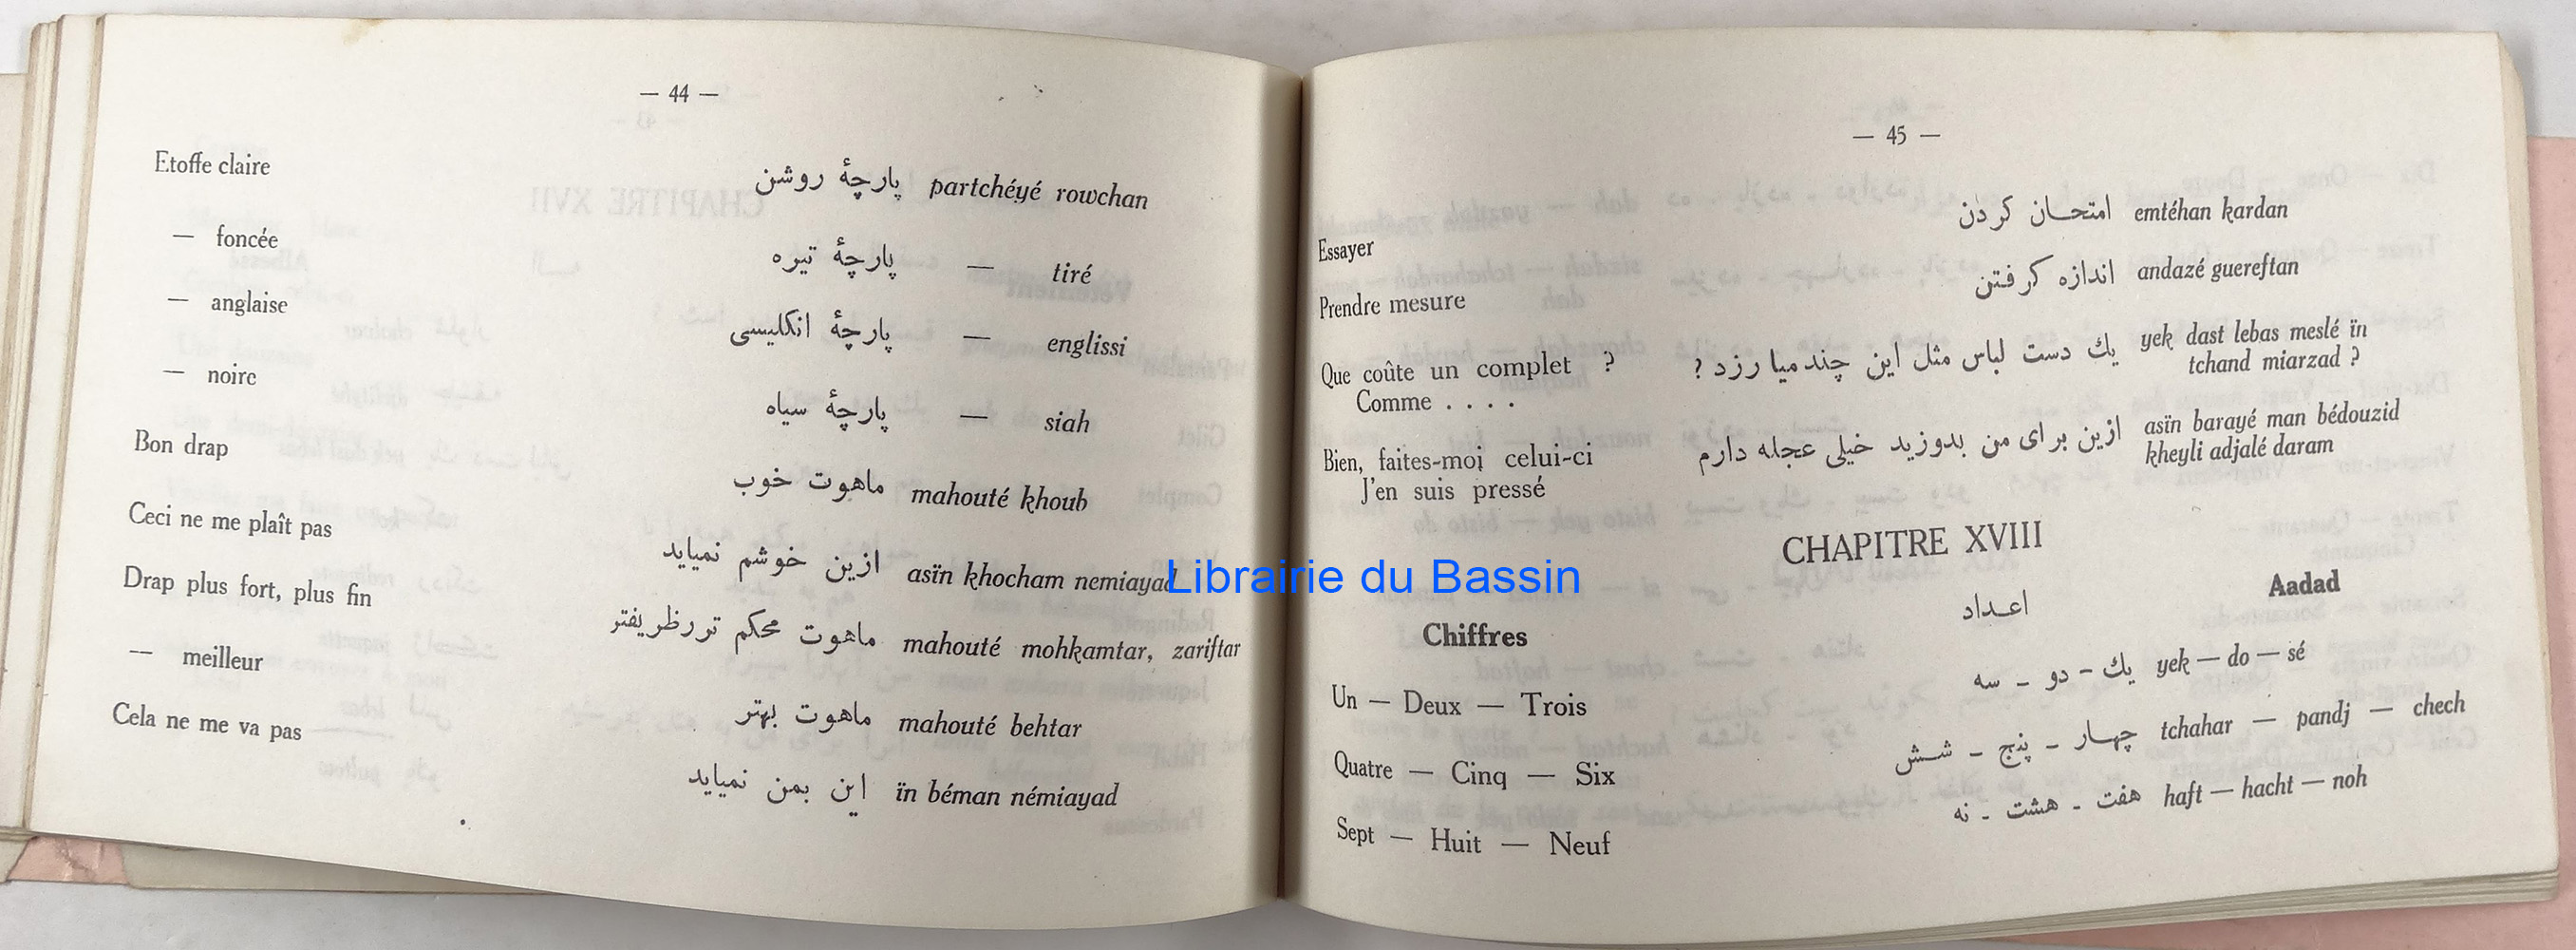 — 44 —
Etoffe claire پارچهٔ روشن partchéyé rowchan
— foncée پارچهٔ تیره — tiré
— anglaise پارچهٔ انکلیسی — englissi
— noire پارچهٔ سیاه — siah
Bon drap ماهوت خوب mahouté khoub
Ceci ne me plaît pas ازین خوشم نمیاید asïn khocham nemiayad
Drap plus fort, plus fin ماهوت محکم تر رظریفتر mahouté mohkamtar, zariftar
— meilleur ماهوت بهتر mahouté behtar
Cela ne me va pas این بمن نمیاید ïn béman némiayad
— 45 —
Essayer امتحان کردن emtéhan kardan
Prendre mesure اندازه کرفتن andazé guereftan
Que coûte un complet ? یك دست لباس مثل این چند میا رزد ? yek dast lebas meslé ïn
Comme . . . . tchand miarzad ?
Bien, faites-moi celui-ci ازین برای من بدوزید خیلی عجله دارم asïn barayé man bédouzid
J'en suis pressé kheyli adjalé daram
CHAPITRE XVIII
Chiffres اعداد Aadad
Un — Deux — Trois یك - دو - سه yek — do — sé
Quatre — Cinq — Six چهار - پنج - شش tchahar — pandj — chech
Sept — Huit — Neuf هفت - هشت - نه haft — hacht — noh
Librairie du Bassin